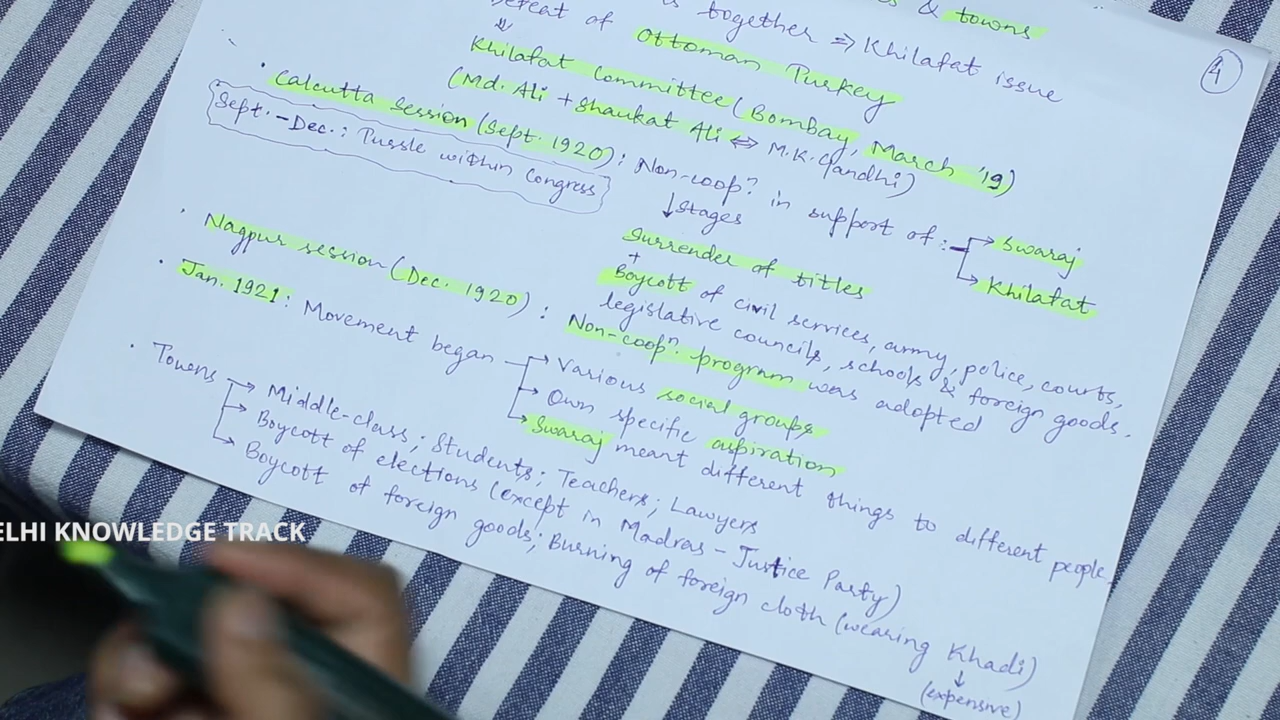 & towns
together ⇒ Khilafat issue
4
Defeat of Ottoman Turkey
⇓
Khilafat Committee (Bombay, March '19)
(Md. Ali + Shaukat Ali ⇔ M.K. Gandhi)
• Calcutta Session (Sept. 1920) : Non-coop? in support of : → Swaraj
→ Khilafat
Sept. - Dec. : Pussle within Congress
↓ Stages
Surrender of titles
+
Boycott of civil services, army, police, courts,
legislative councils, schools & foreign goods.
• Nagpur session (Dec. 1920) : Non-coopn. program was adopted
• Jan. 1921 : Movement began → Various social groups
→ Own specific aspiration
→ Swaraj meant different things to different people.
• Towns → Middle-class ; Students ; Teachers ; Lawyers
→ Boycott of elections (except in Madras - Justice Party)
→ Boycott of foreign goods ; Burning of foreign cloth (wearing Khadi)
↓
(expensive)
ELHI KNOWLEDGE TRACK